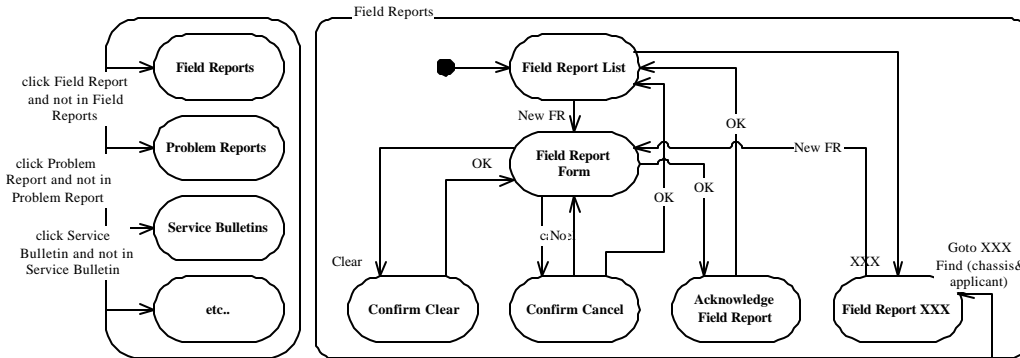 Field Reports
Field Reports
click Field Report
and not in Field
Reports
Problem Reports
click Problem
Report and not in
Problem Report
Service Bulletins
click Service
Bulletin and not in
Service Bulletin
etc..
Field Report List
New FR
OK
New FR
OK
Field Report
Form
OK
OK
No
Clear
XXX
Goto XXX
Find (chassis&
applicant)
Confirm Clear
Confirm Cancel
Acknowledge
Field Report
Field Report XXX